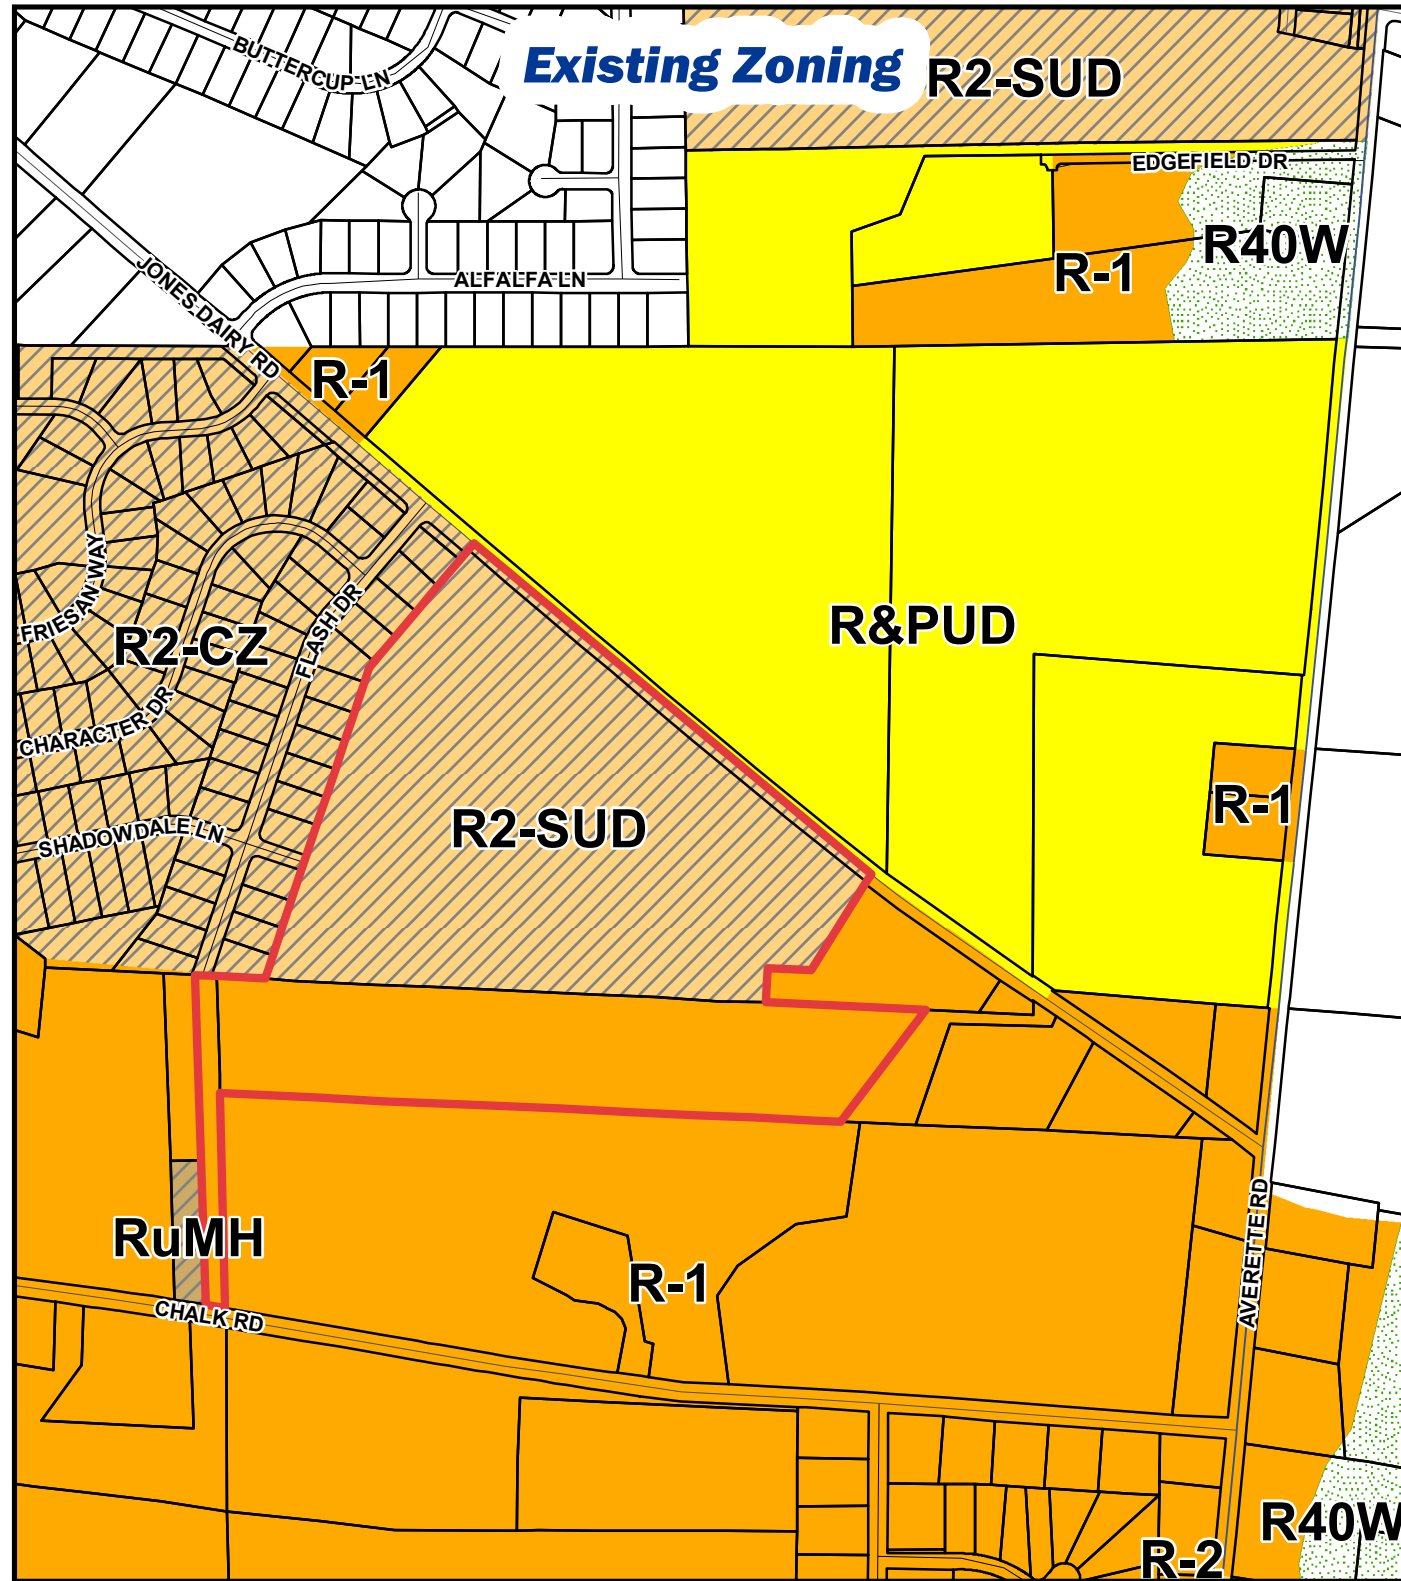 BUTTERCUP LN
Existing Zoning
R2-SUD
EDGEFIELD DR
R40W
R-1
ALFALFA LN
JONES DAIRY RD
R-1
FRIESAN WAY
R2-CZ
FLASH DR
R&PUD
CHARACTER DR
SHADOWDALE LN
R2-SUD
R-1
RuMH
CHALK RD
R-1
AVERETTE RD
R40W
R-2